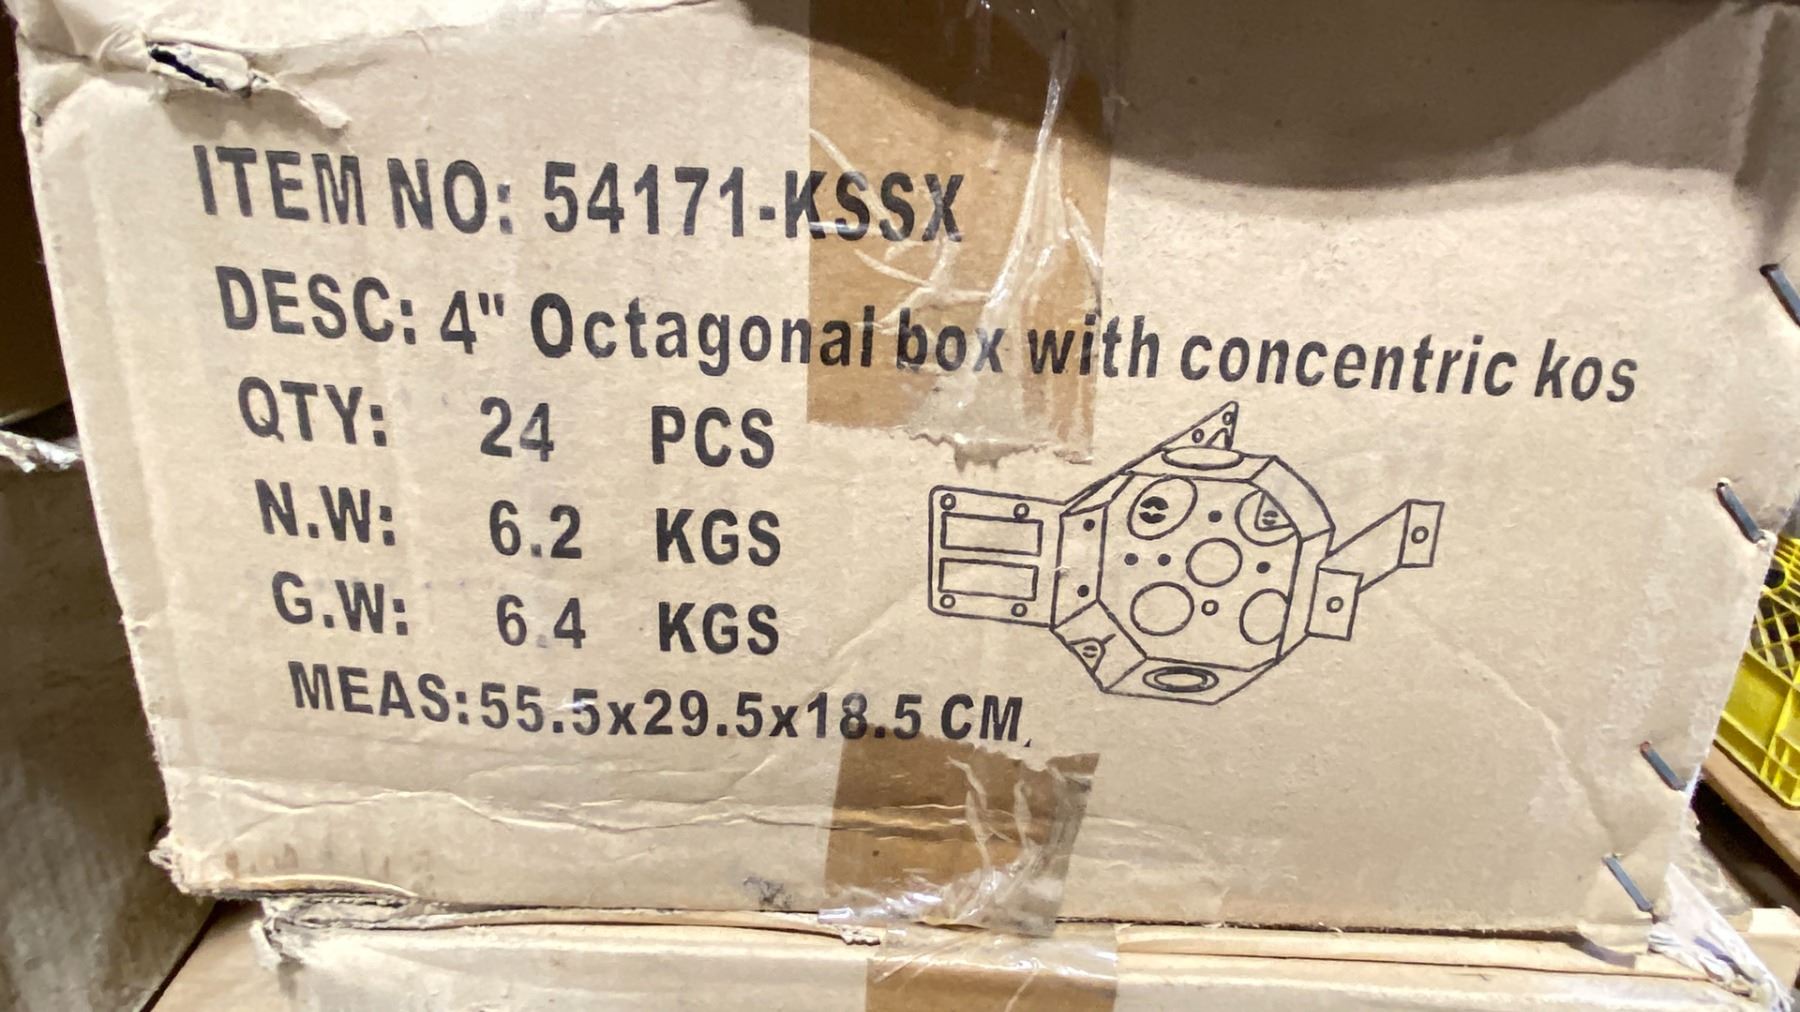 ITEM NO: 54171-KSSX
DESC: 4" Octagonal box with concentric kos
QTY: 24 PCS
N.W: 6.2 KGS
G.W: 6.4 KGS
MEAS:55.5x29.5x18.5 CM